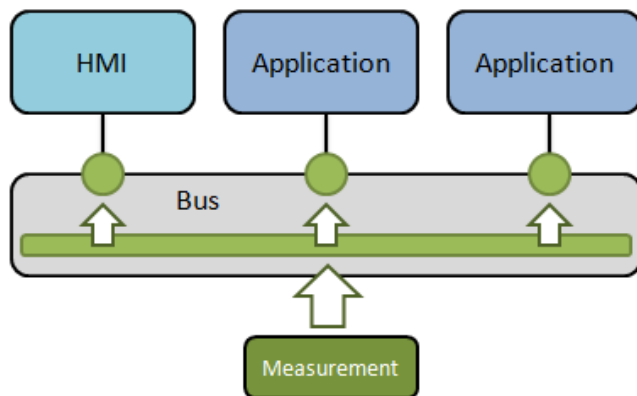 HMI
Application
Application
Bus
Measurement